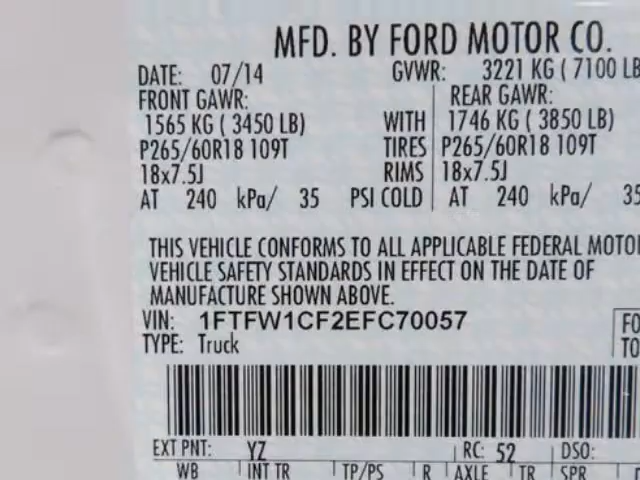 MFD. BY FORD MOTOR CO.
DATE: 07/14 GVWR: 3221 KG ( 7100 LB
FRONT GAWR: REAR GAWR:
1565 KG ( 3450 LB) WITH 1746 KG ( 3850 LB)
P265/60R18 109T TIRES P265/60R18 109T
18x7.5J RIMS 18x7.5J
AT 240 kPa/ 35 PSI COLD AT 240 kPa/ 35
THIS VEHICLE CONFORMS TO ALL APPLICABLE FEDERAL MOTO
VEHICLE SAFETY STANDARDS IN EFFECT ON THE DATE OF
MANUFACTURE SHOWN ABOVE.
VIN: 1FTFW1CF2EFC70057 FO
TYPE: Truck TO
EXT PNT: YZ RC: 52 DSO:
WB INT TR TP/PS R AXLE TR SPR